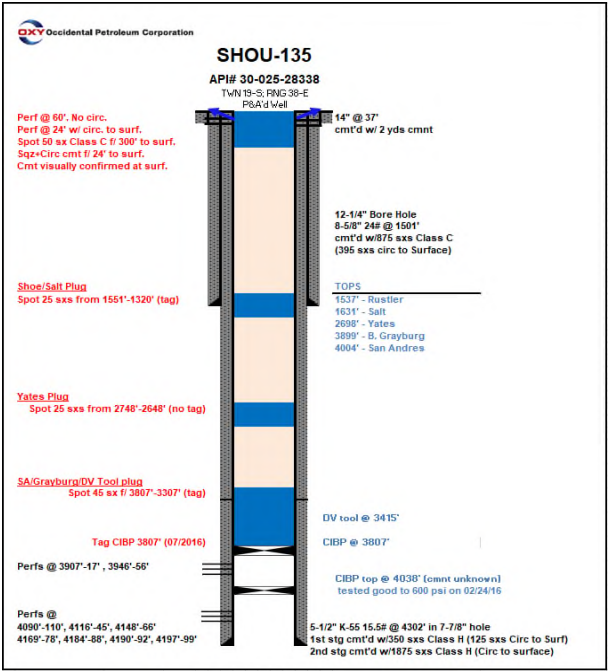 OXY Occidental Petroleum Corporation
SHOU-135
API# 30-025-28338
TWN 19-S; RNG 38-E
P&A'd Well
Perf @ 60'. No circ.
Perf @ 24' w/ circ. to surf.
Spot 50 sx Class C f/ 300' to surf.
Sqz+Circ cmt f/ 24' to surf.
Cmt visually confirmed at surf.
14" @ 37'
cmt'd w/ 2 yds cmnt
12-1/4" Bore Hole
8-5/8" 24# @ 1501'
cmt'd w/875 sxs Class C
(395 sxs circ to Surface)
Shoe/Salt Plug
Spot 25 sxs from 1551'-1320' (tag)
TOPS
1537' - Rustler
1631' - Salt
2698' - Yates
3899' - B. Grayburg
4004' - San Andres
Yates Plug
Spot 25 sxs from 2748'-2648' (no tag)
SA/Grayburg/DV Tool plug
Spot 45 sx f/ 3807'-3307' (tag)
DV tool @ 3415'
Tag CIBP 3807' (07/2016)
CIBP @ 3807'
Perfs @ 3907'-17' , 3946'-56'
CIBP top @ 4038' (cmnt unknown)
tested good to 600 psi on 02/24/16
Perfs @
4090'-110', 4116'-45', 4148'-66'
4169'-78', 4184'-88', 4190'-92', 4197'-99'
5-1/2" K-55 15.5# @ 4302' in 7-7/8" hole
1st stg cmt'd w/350 sxs Class H (125 sxs Circ to Surf)
2nd stg cmt'd w/1875 sxs Class H (Circ to surface)